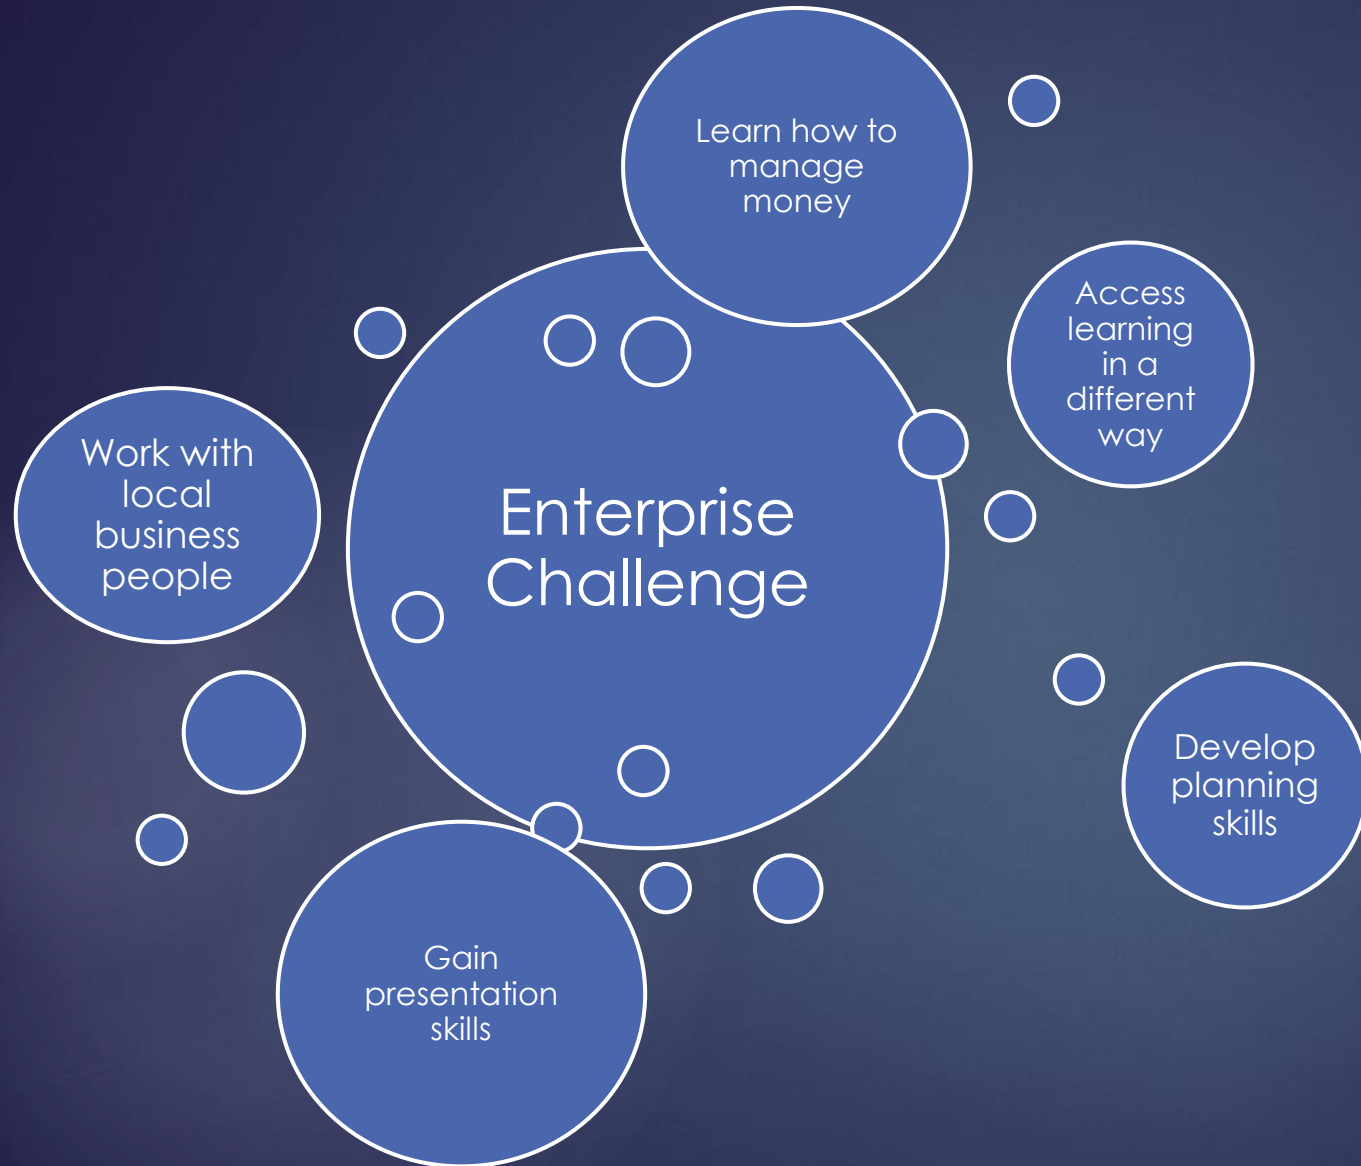 Learn how to
manage
money
Access
learning
in a
different
way
Work with
local
business
people
Enterprise
Challenge
Develop
planning
skills
Gain
presentation
skills